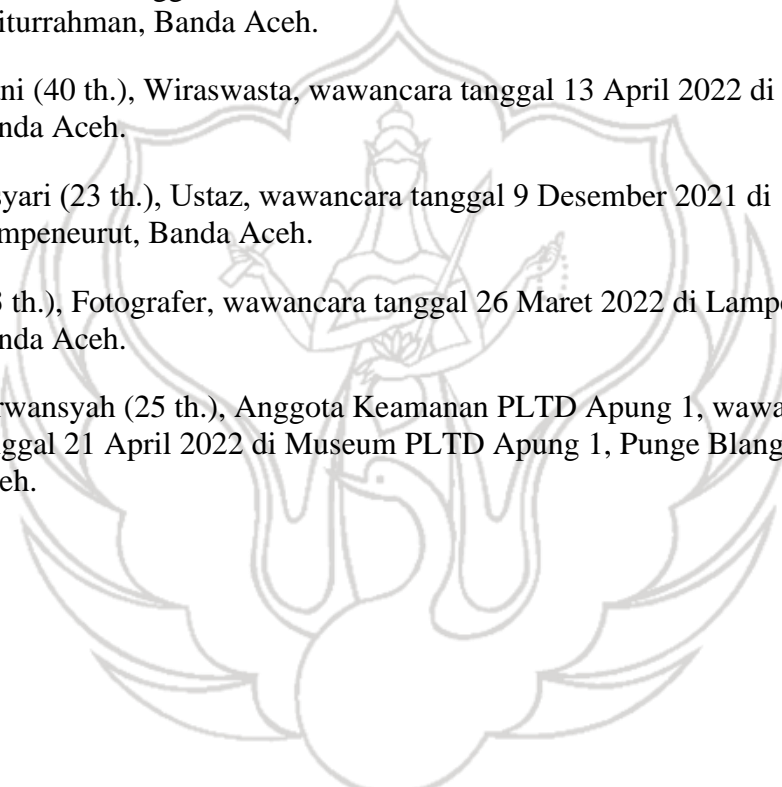 iturrahman, Banda Aceh.
ni (40 th.), Wiraswasta, wawancara tanggal 13 April 2022 di
nda Aceh.
syari (23 th.), Ustaz, wawancara tanggal 9 Desember 2021 di
mpeneurut, Banda Aceh.
th.), Fotografer, wawancara tanggal 26 Maret 2022 di Lamp
nda Aceh.
rwansyah (25 th.), Anggota Keamanan PLTD Apung 1, wawa
ggal 21 April 2022 di Museum PLTD Apung 1, Punge Blang
eh.